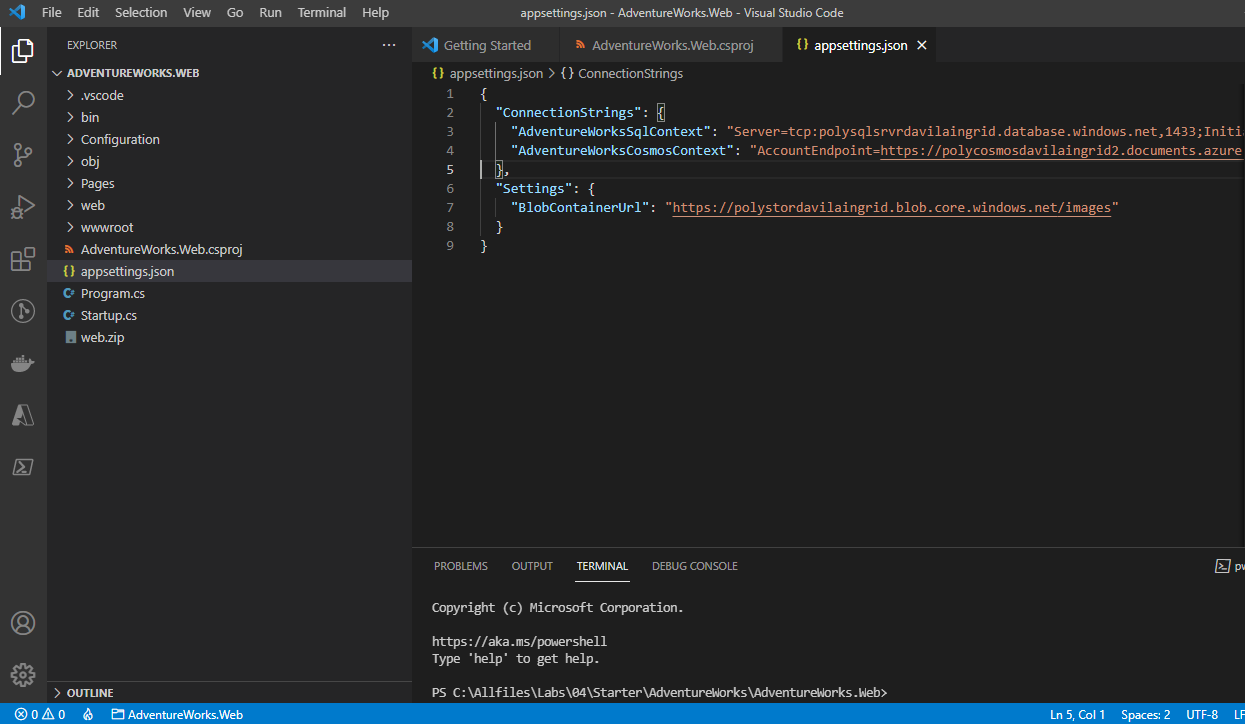 File Edit Selection View Go Run Terminal Help
appsettings.json - AdventureWorks.Web - Visual Studio Code
EXPLORER
ADVENTUREWORKS.WEB
.vscode
bin
Configuration
obj
Pages
web
wwwroot
AdventureWorks.Web.csproj
{} appsettings.json
C# Program.cs
C# Startup.cs
web.zip
OUTLINE
Getting Started
AdventureWorks.Web.csproj
{} appsettings.json
{} appsettings.json > {} ConnectionStrings
1 {
2 "ConnectionStrings": {
3 "AdventureWorksSqlContext": "Server=tcp:polysqlsrvrdavilaingrid.database.windows.net,1433;Initia
4 "AdventureWorksCosmosContext": "AccountEndpoint=https://polycosmosdavilaingrid2.documents.azure
5 },
6 "Settings": {
7 "BlobContainerUrl": "https://polystordavilaingrid.blob.core.windows.net/images"
8 }
9 }
PROBLEMS OUTPUT TERMINAL DEBUG CONSOLE
pw
Copyright (c) Microsoft Corporation.
https://aka.ms/powershell
Type 'help' to get help.
PS C:\Allfiles\Labs\04\Starter\AdventureWorks\AdventureWorks.Web>
0 0 AdventureWorks.Web
Ln 5, Col 1 Spaces: 2 UTF-8 LF